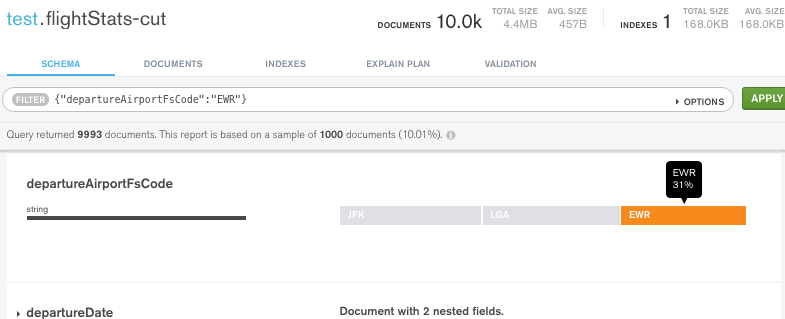 test.flightStats-cut
DOCUMENTS 10.0k TOTAL SIZE 4.4MB AVG. SIZE 457B INDEXES 1 TOTAL SIZE 168.0KB AVG. SIZE 168.0KB
SCHEMA DOCUMENTS INDEXES EXPLAIN PLAN VALIDATION
FILTER {"departureAirportFsCode":"EWR"} OPTIONS APPLY
Query returned 9993 documents. This report is based on a sample of 1000 documents (10.01%).
EWR
31%
departureAirportFsCode
string
JFK LGA EWR
departureDate Document with 2 nested fields.